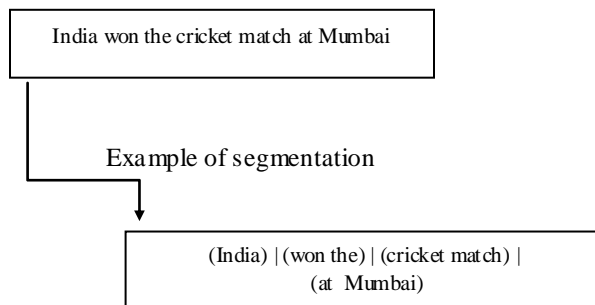 India won the cricket match at Mumbai
Example of segmentation
(India) | (won the) | (cricket match) |
(at Mumbai)